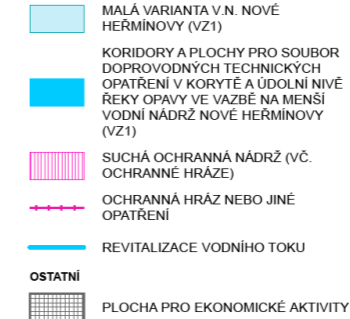 MALÁ VARIANTA V.N. NOVÉ
HEŘMÍNOVY (VZ1)
KORIDORY A PLOCHY PRO SOUBOR
DOPROVODNÝCH TECHNICKÝCH
OPATŘENÍ V KORYTĚ A ÚDOLNÍ NIVĚ
ŘEKY OPAVY VE VAZBĚ NA MENŠÍ
VODNÍ NÁDRŽ NOVÉ HEŘMÍNOVY
(VZ1)
SUCHÁ OCHRANNÁ NÁDRŽ (VČ.
OCHRANNÉ HRÁZE)
OCHRANNÁ HRÁZ NEBO JINÉ
OPATŘENÍ
REVITALIZACE VODNÍHO TOKU
OSTATNÍ
PLOCHA PRO EKONOMICKÉ AKTIVITY